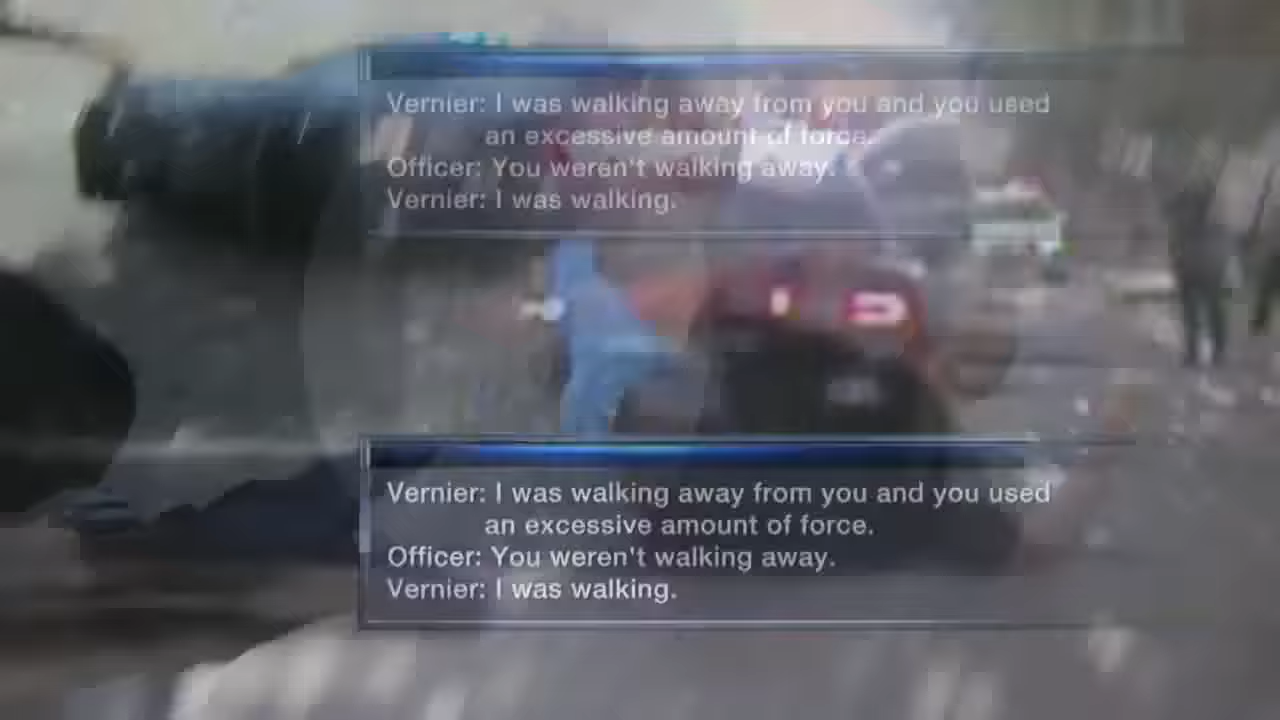 Vernier: I was walking away from you and you used
an excessive amount of force.
Officer: You weren't walking away.
Vernier: I was walking.
Vernier: I was walking away from you and you used
an excessive amount of force.
Officer: You weren't walking away.
Vernier: I was walking.